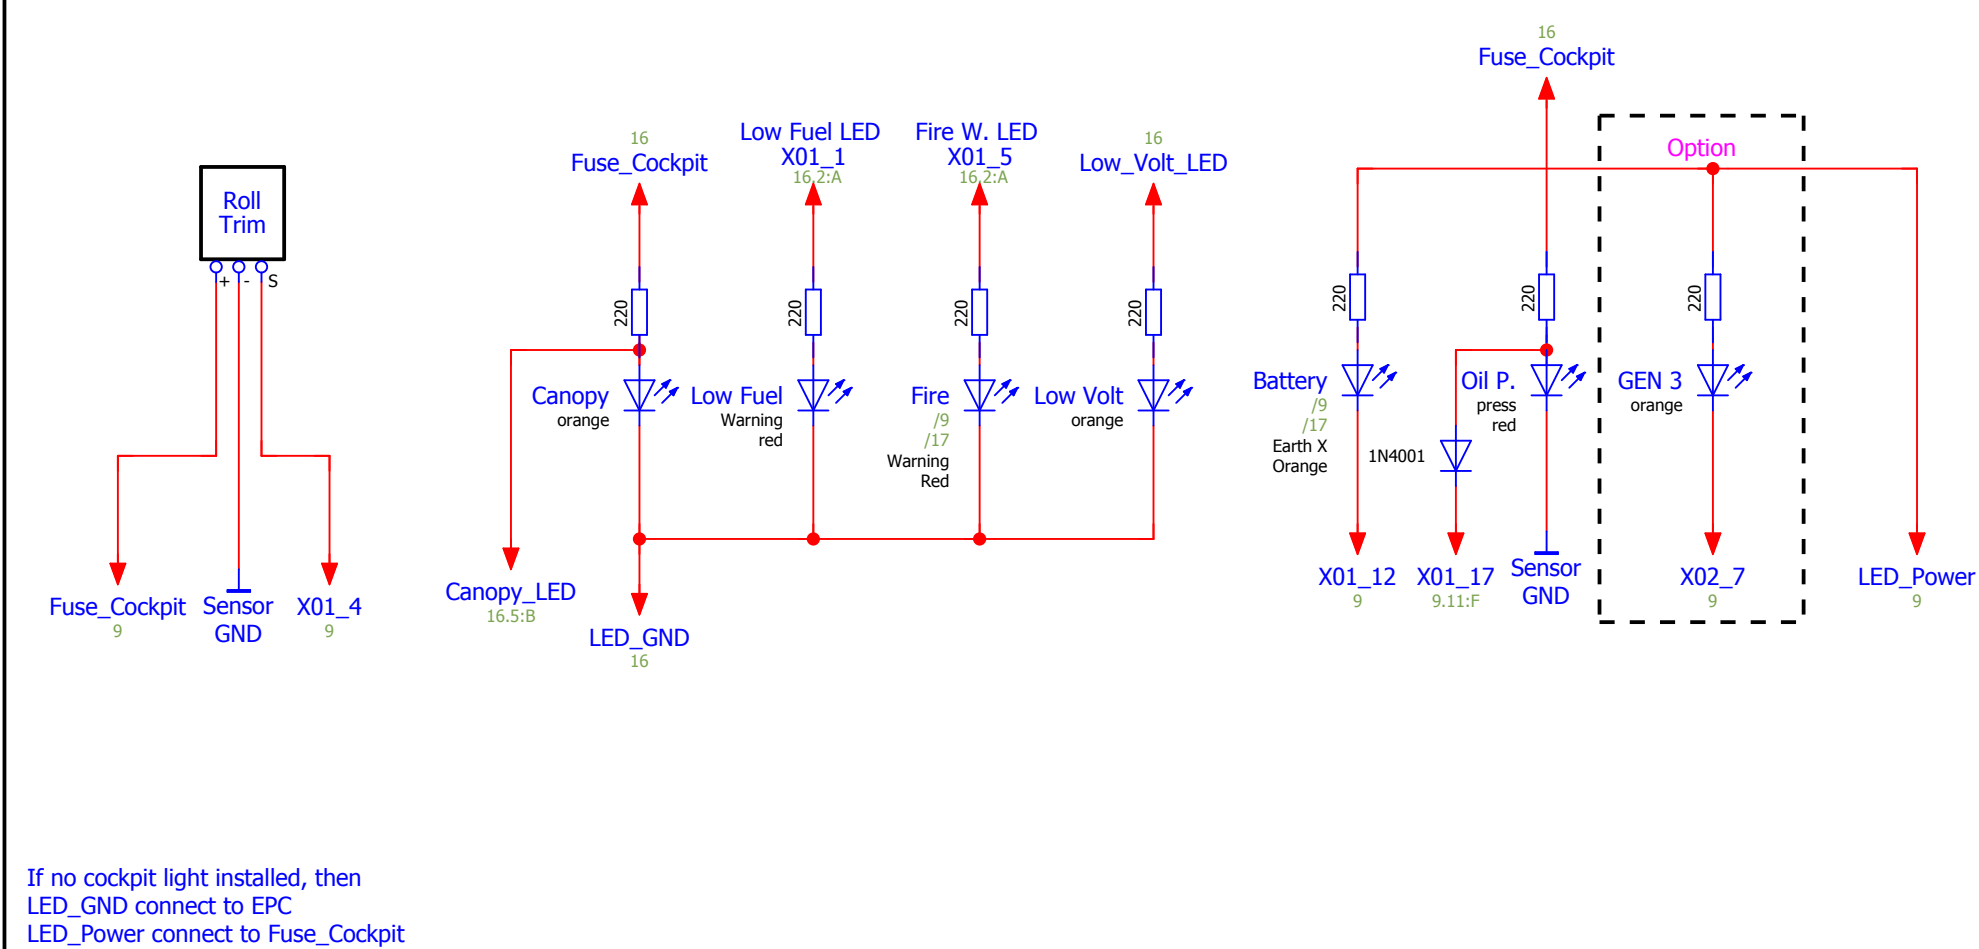 16
Fuse_Cockpit
Option
Low Fuel LED
X01_1
16.2:A
Fire W. LED
X01_5
16.2:A
16
Fuse_Cockpit
16
Low_Volt_LED
Roll
Trim
+
-
S
220
220
220
220
220
220
220
Canopy
orange
Low Fuel
Warning
red
Fire
/9
/17
Warning
Red
Low Volt
orange
Battery
/9
/17
Earth X
Orange
1N4001
Oil P.
press
red
GEN 3
orange
Fuse_Cockpit
9
Sensor
GND
X01_4
9
Canopy_LED
16.5:B
LED_GND
16
X01_12
9
X01_17
9.11:F
Sensor
GND
X02_7
9
LED_Power
9
If no cockpit light installed, then
LED_GND connect to EPC
LED_Power connect to Fuse_Cockpit